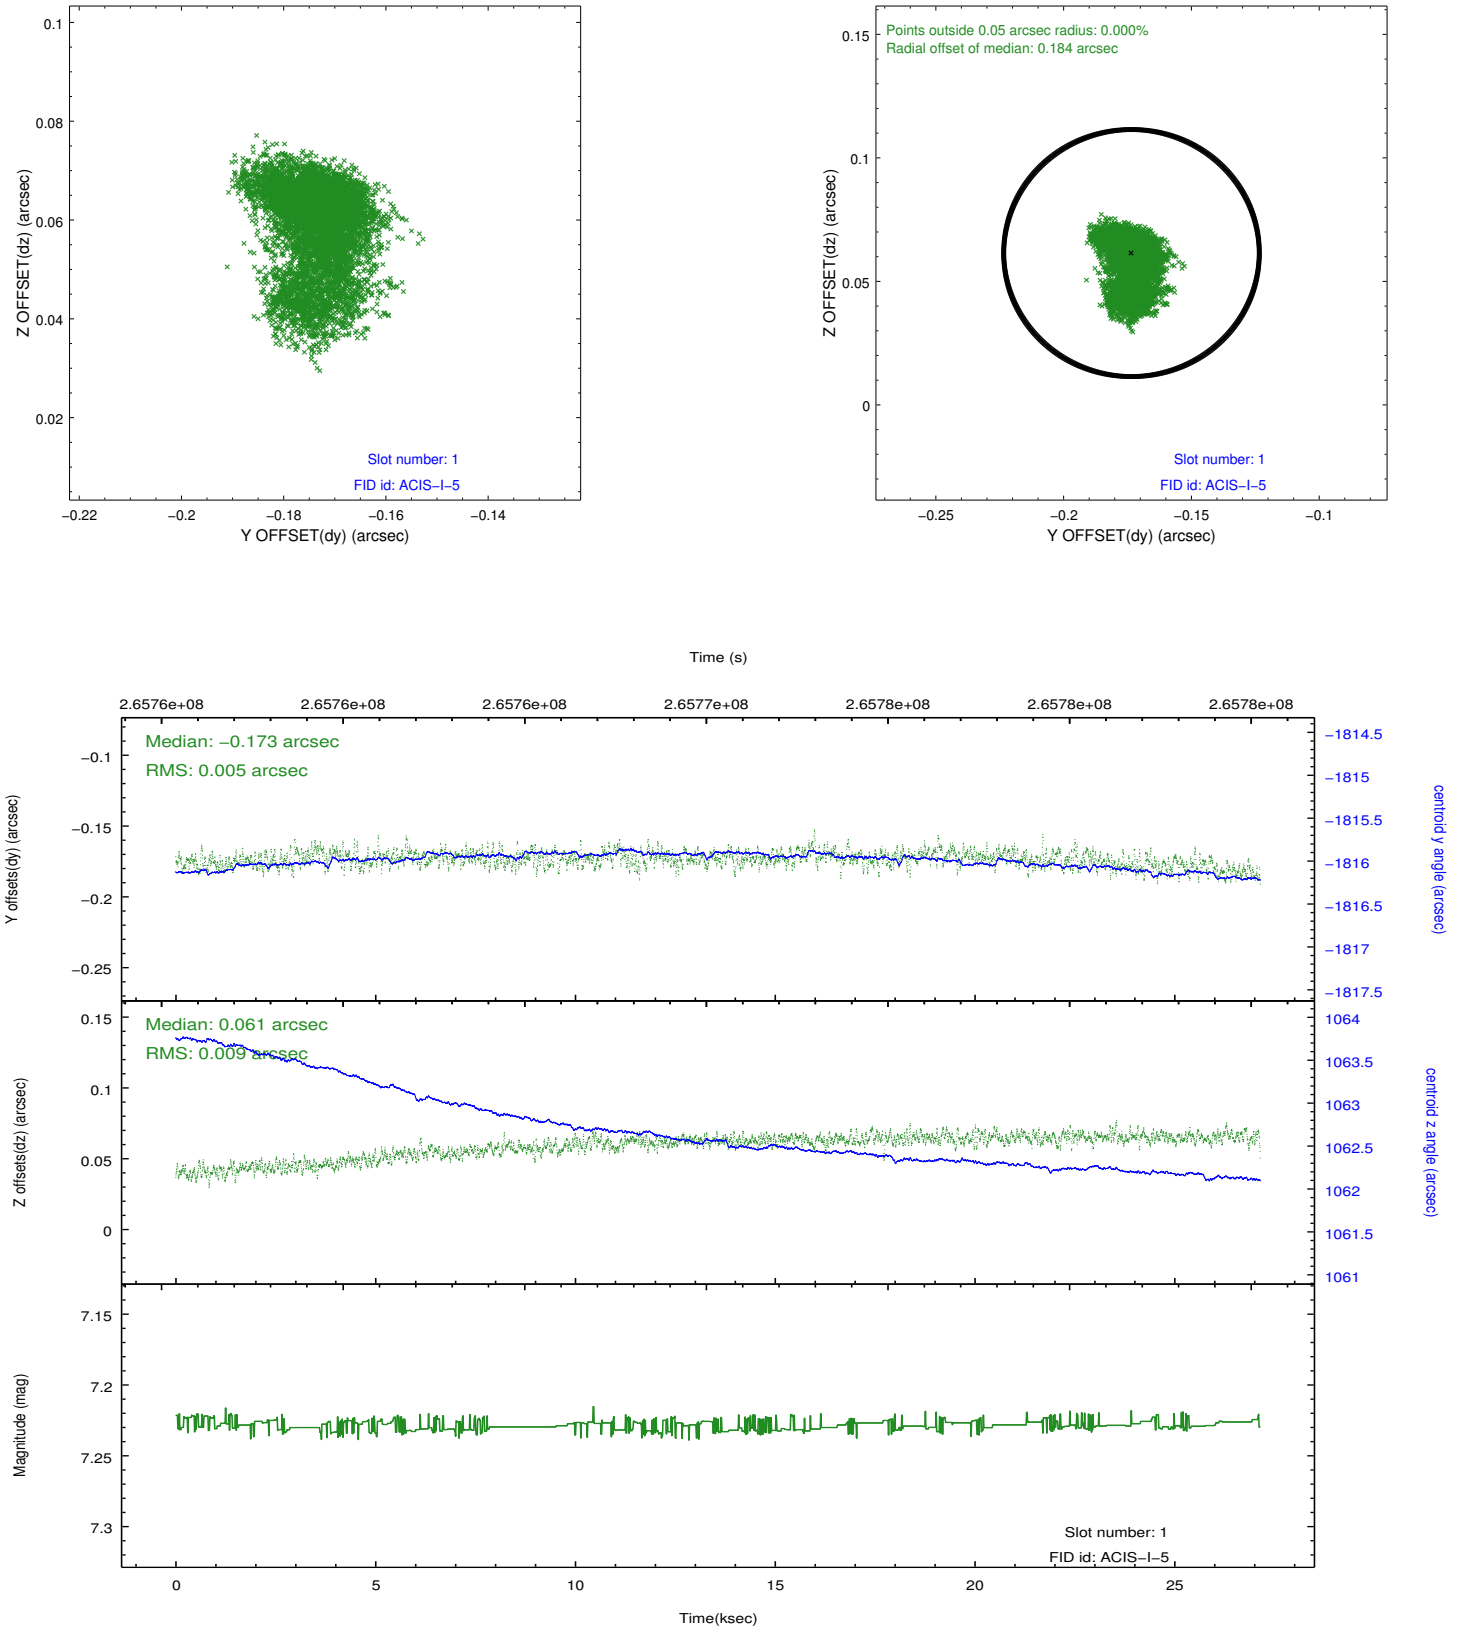 0.1
0.08
0.06
0.04
0.02
Z OFFSET(dz) (arcsec)
Slot number: 1
FID id: ACIS−I−5
−0.22
−0.2
−0.18
−0.16
−0.14
Y OFFSET(dy) (arcsec)
Points outside 0.05 arcsec radius: 0.000%
Radial offset of median: 0.184 arcsec
0.15
0.1
0.05
0
Z OFFSET(dz) (arcsec)
Slot number: 1
FID id: ACIS−I−5
−0.25
−0.2
−0.15
−0.1
Y OFFSET(dy) (arcsec)
Time (s)
2.6576e+08
2.6576e+08
2.6576e+08
2.6577e+08
2.6578e+08
2.6578e+08
2.6578e+08
Median: −0.173 arcsec
RMS: 0.005 arcsec
−0.1
−0.15
−0.2
−0.25
Y offsets(dy) (arcsec)
−1814.5
−1815
−1815.5
−1816
−1816.5
−1817
−1817.5
centroid y angle (arcsec)
Median: 0.061 arcsec
RMS: 0.009 arcsec
0.15
0.1
0.05
0
Z offsets(dz) (arcsec)
1064
1063.5
1063
1062.5
1062
1061.5
1061
centroid z angle (arcsec)
7.15
7.2
7.25
7.3
Magnitude (mag)
Slot number: 1
FID id: ACIS−I−5
0
5
10
15
20
25
Time(ksec)